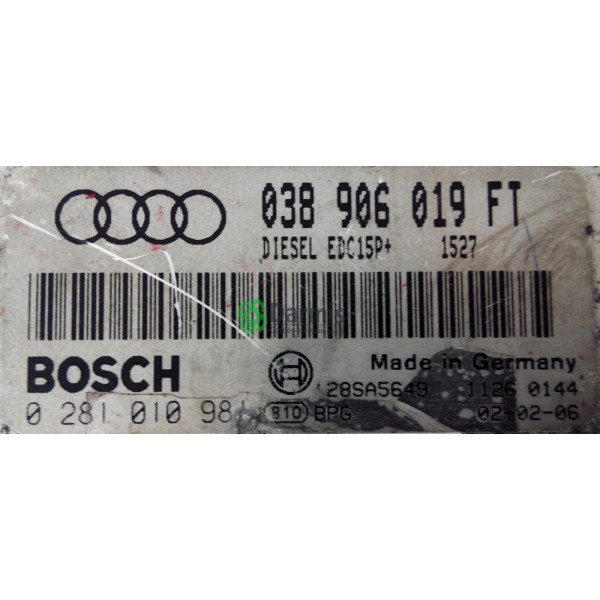 038 906 019 FT
DIESEL EDC15P+ 1527
BOSCH
Made in Germany
28SA5649 1126 0144
0 281 010 981 810 BPG 02-02-06